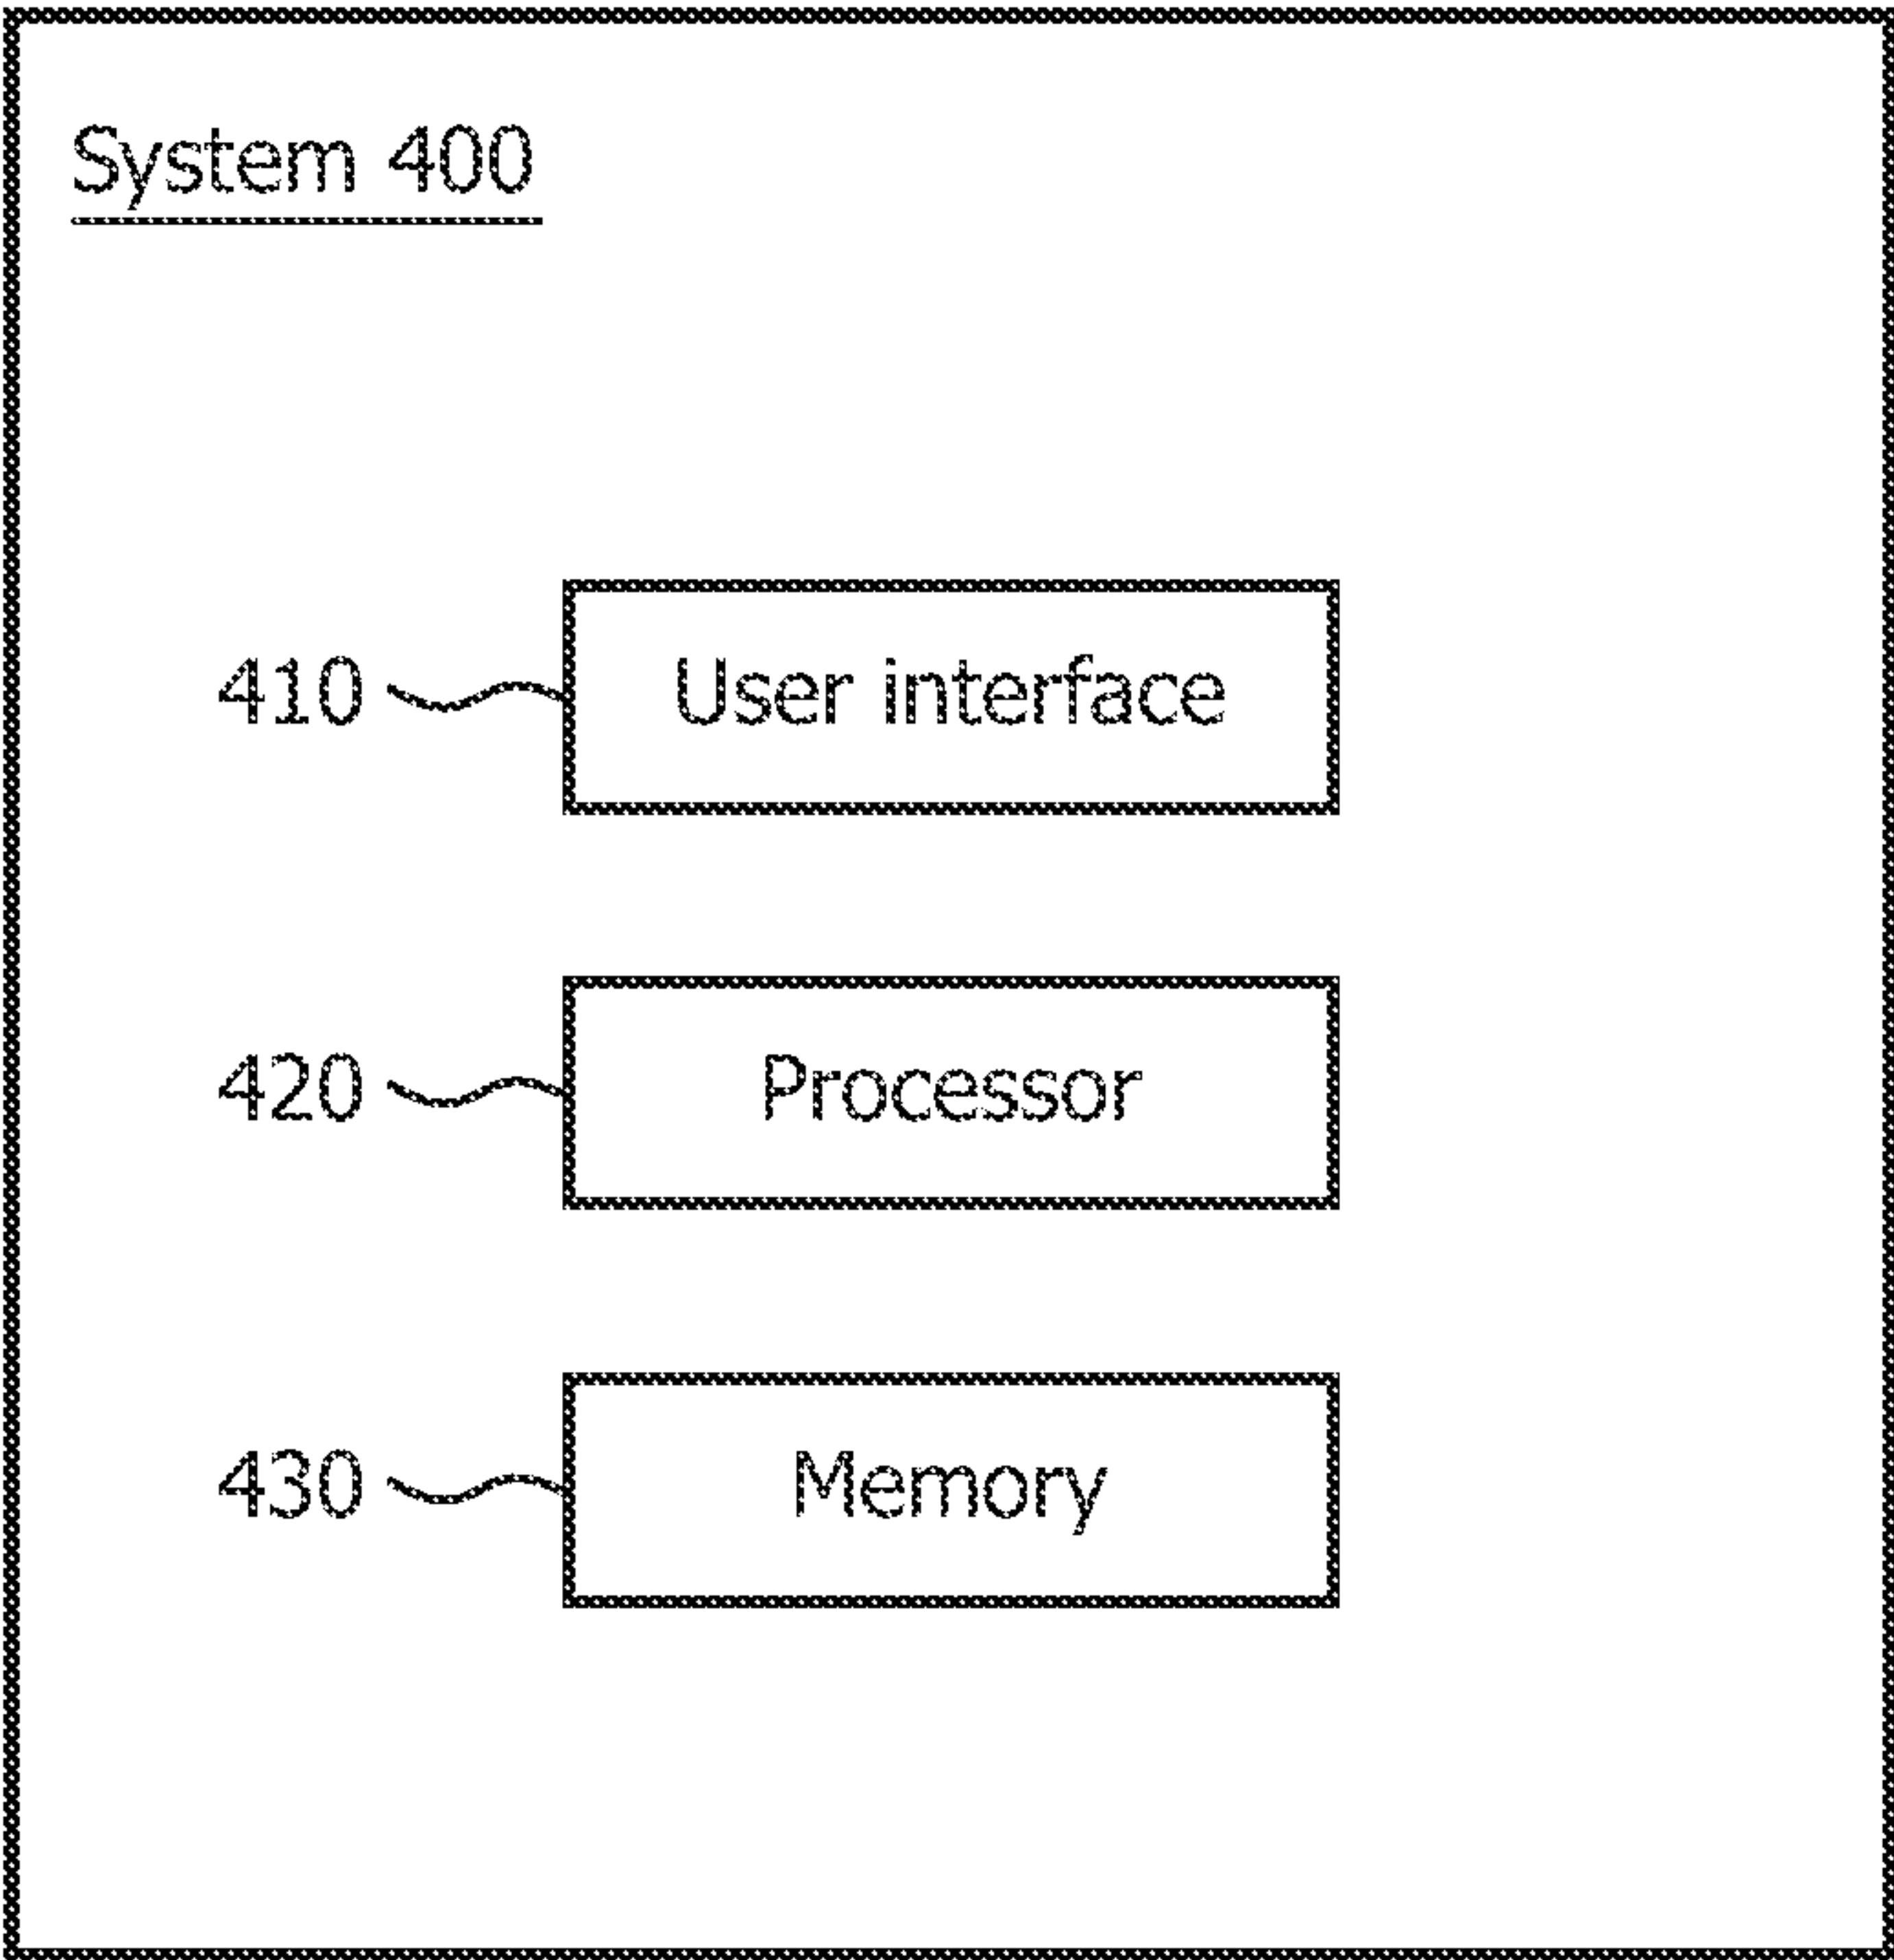 System 400
410 User interface
420 Processor
430 Memory